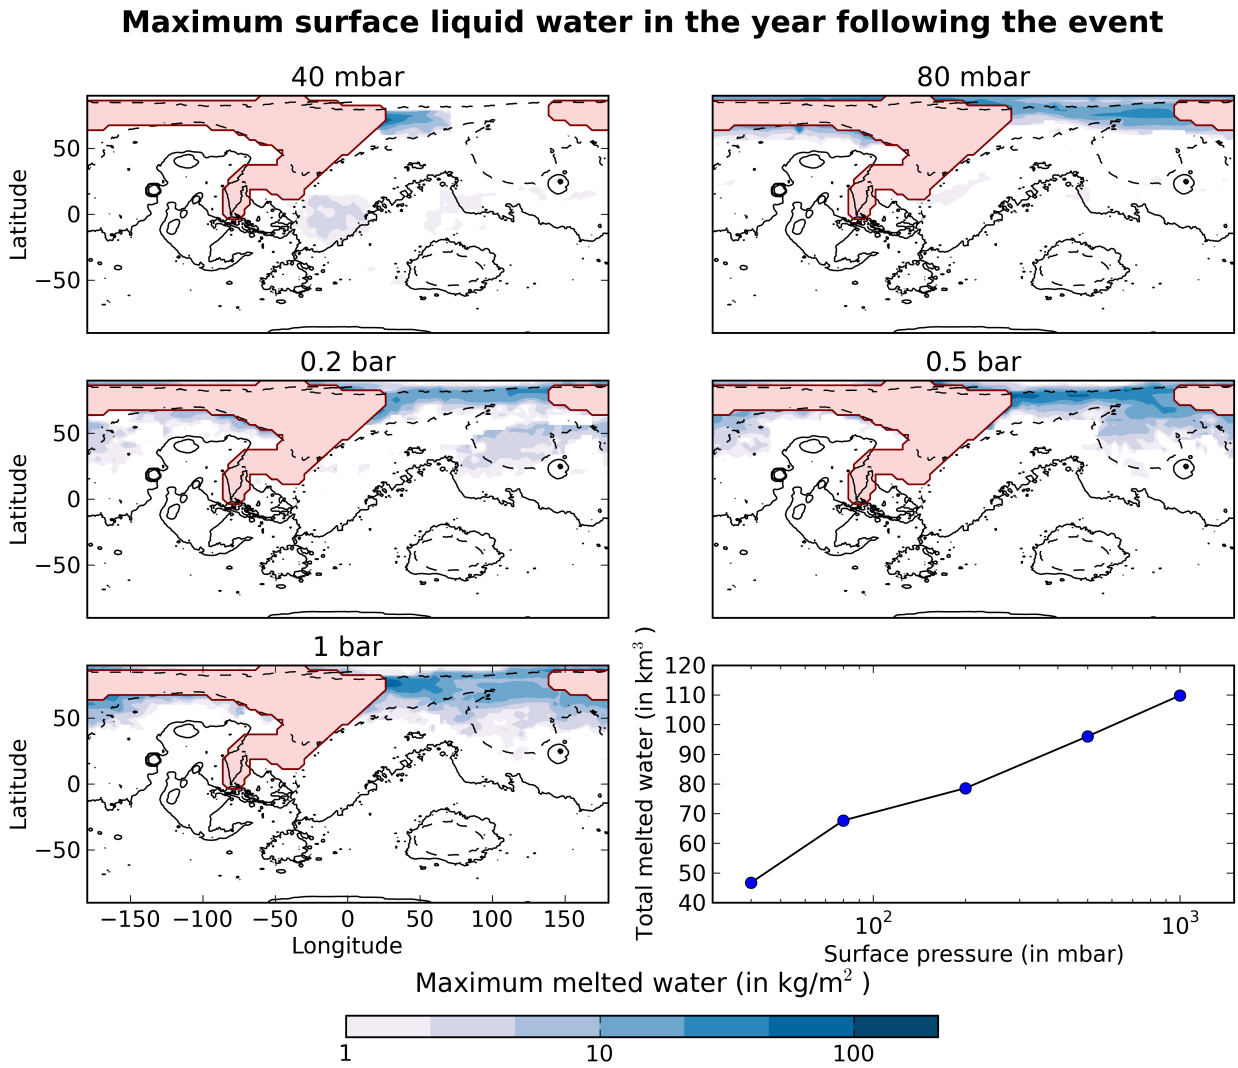 Maximum surface liquid water in the year following the event
40 mbar
80 mbar
Latitude
50
0
−50
0.2 bar
0.5 bar
Latitude
50
0
−50
1 bar
Latitude
50
0
−50
−150 −100 −50 0 50 100 150
Longitude
Total melted water (in km³ )
120
110
100
90
80
70
60
50
40
10² 10³
Surface pressure (in mbar)
Maximum melted water (in kg/m² )
1 10 100